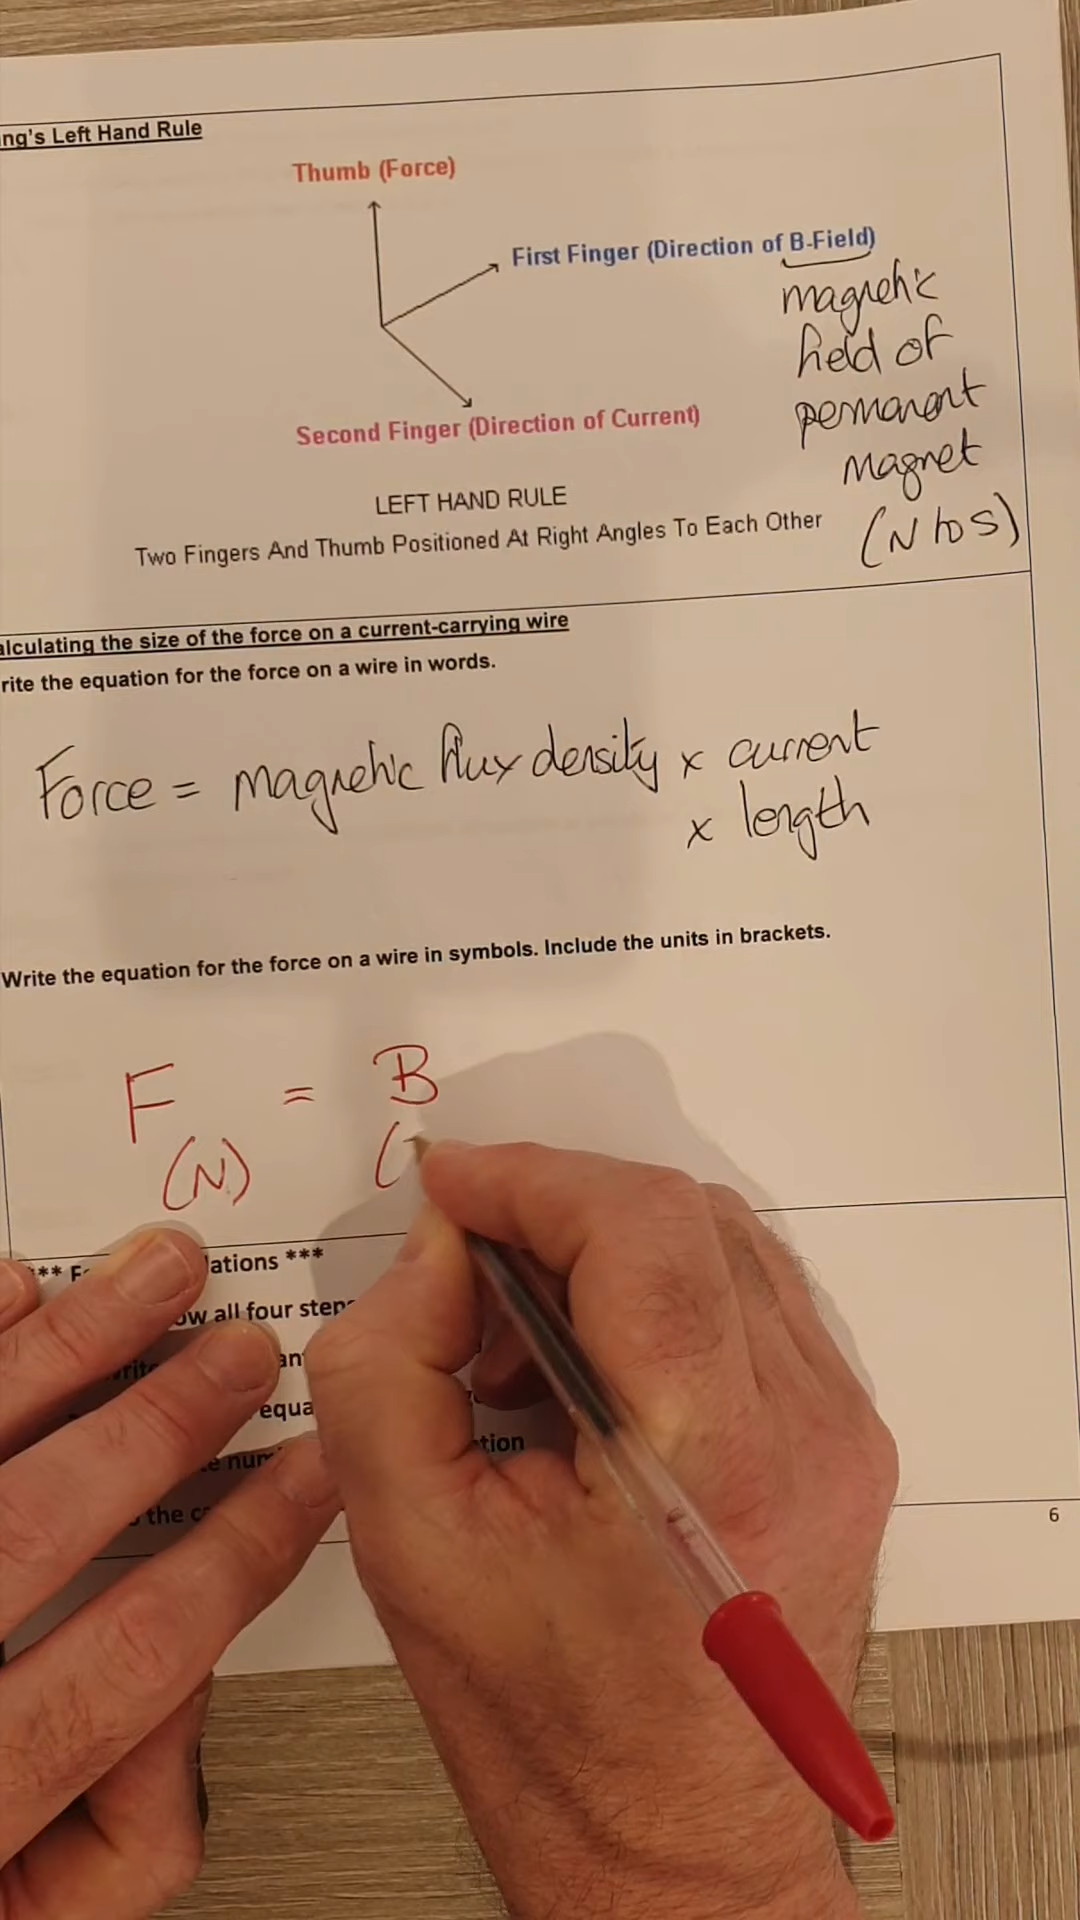 ng's Left Hand Rule
Thumb (Force)
First Finger (Direction of B-Field)
magnetic
field of
permanent
magnet
(N to S)
Second Finger (Direction of Current)
LEFT HAND RULE
Two Fingers And Thumb Positioned At Right Angles To Each Other
alculating the size of the force on a current-carrying wire
rite the equation for the force on a wire in words.
Force = magnetic flux density x current
x length
Write the equation for the force on a wire in symbols. Include the units in brackets.
F = B
(N) (
*** F ations ***
ow all four step
equa
tion
the
6